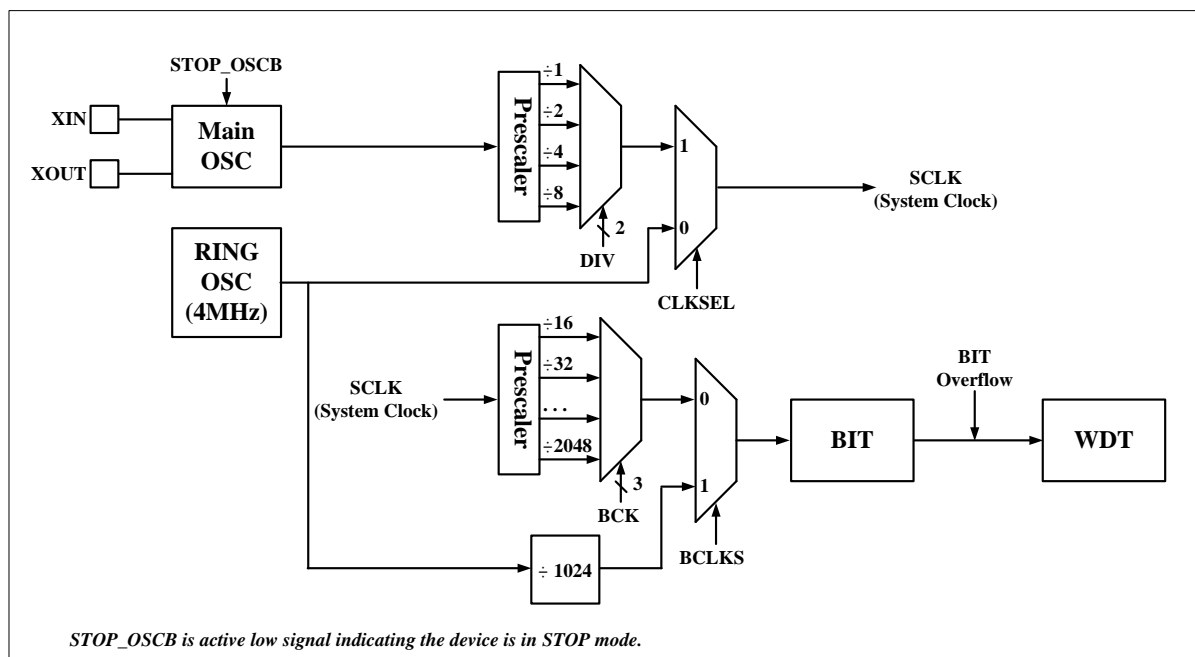 STOP_OSCB
XIN
XOUT
Main
OSC
Prescaler
÷1
÷2
÷4
÷8
2
DIV
1
0
CLKSEL
SCLK
(System Clock)
RING
OSC
(4MHz)
SCLK
(System Clock)
Prescaler
÷16
÷32
...
÷2048
3
BCK
0
1
BCLKS
÷ 1024
BIT
BIT
Overflow
WDT
STOP_OSCB is active low signal indicating the device is in STOP mode.